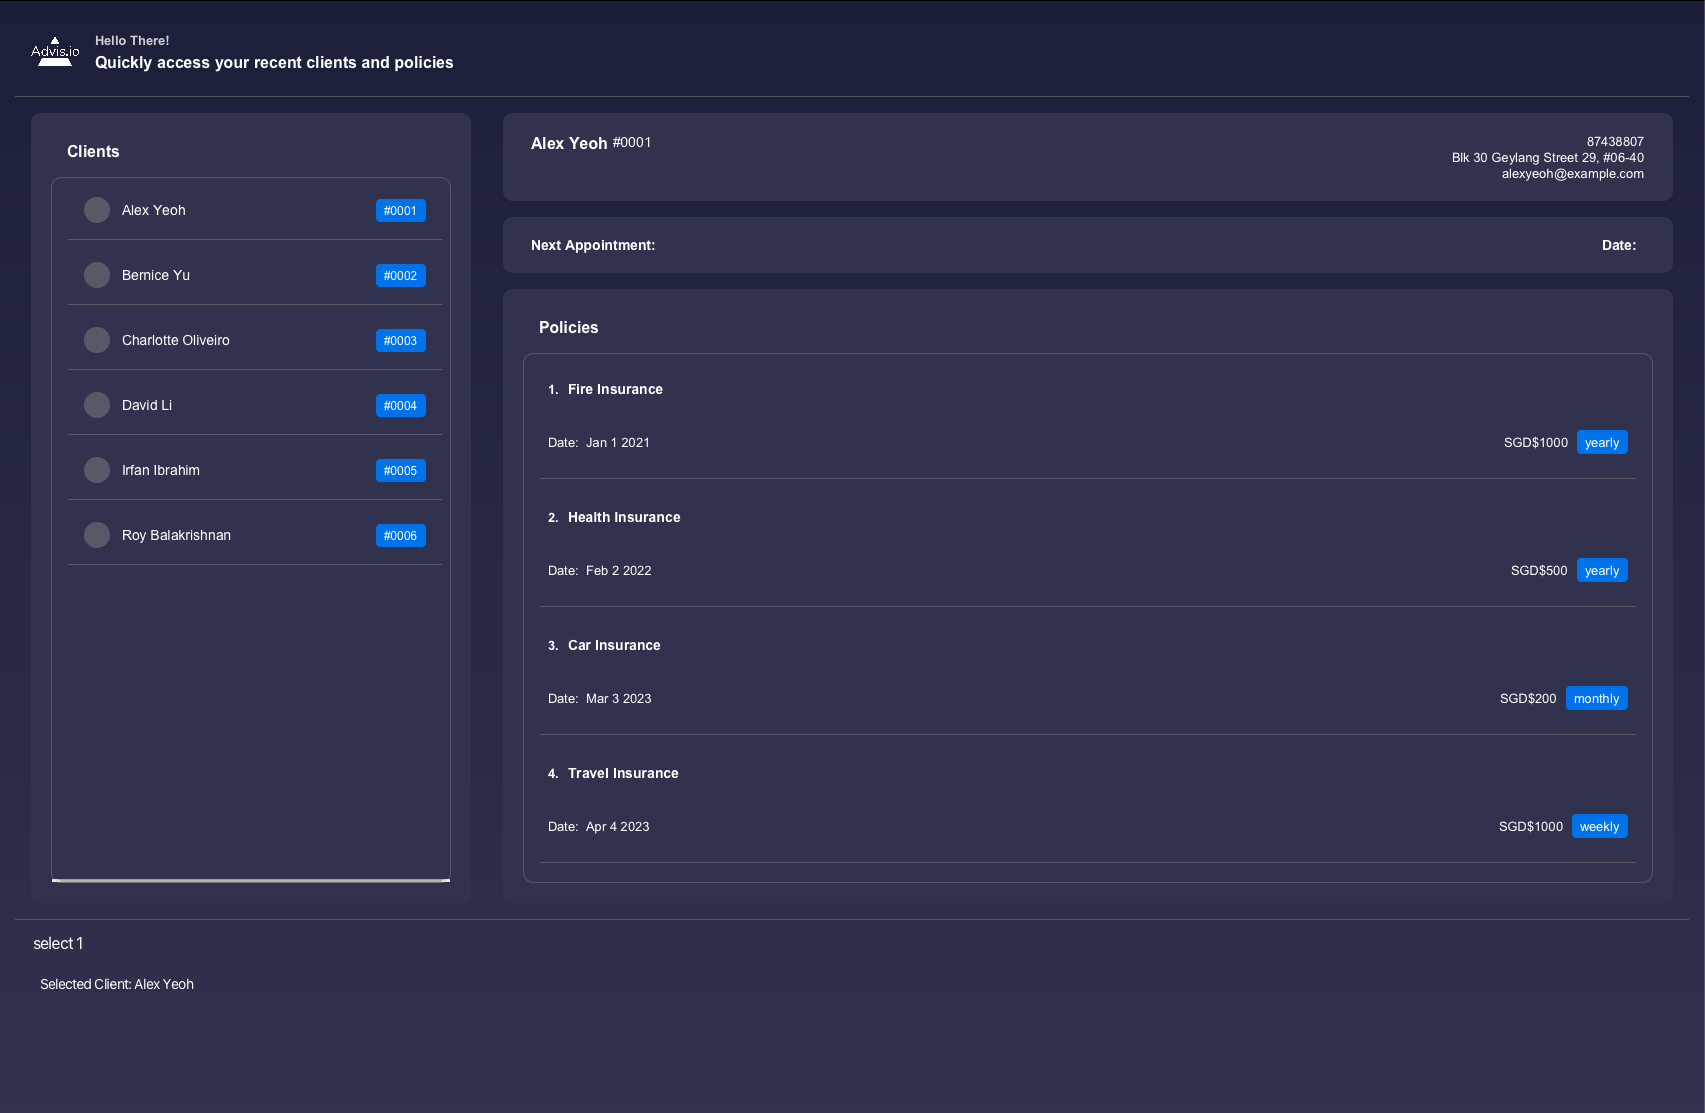 Advis.io
Hello There!
Quickly access your recent clients and policies
Clients
Alex Yeoh #0001
Bernice Yu #0002
Charlotte Oliveiro #0003
David Li #0004
Irfan Ibrahim #0005
Roy Balakrishnan #0006
Alex Yeoh #0001
87438807
Blk 30 Geylang Street 29, #06-40
alexyeoh@example.com
Next Appointment: Date:
Policies
1. Fire Insurance
Date: Jan 1 2021 SGD$1000 yearly
2. Health Insurance
Date: Feb 2 2022 SGD$500 yearly
3. Car Insurance
Date: Mar 3 2023 SGD$200 monthly
4. Travel Insurance
Date: Apr 4 2023 SGD$1000 weekly
select 1
Selected Client: Alex Yeoh